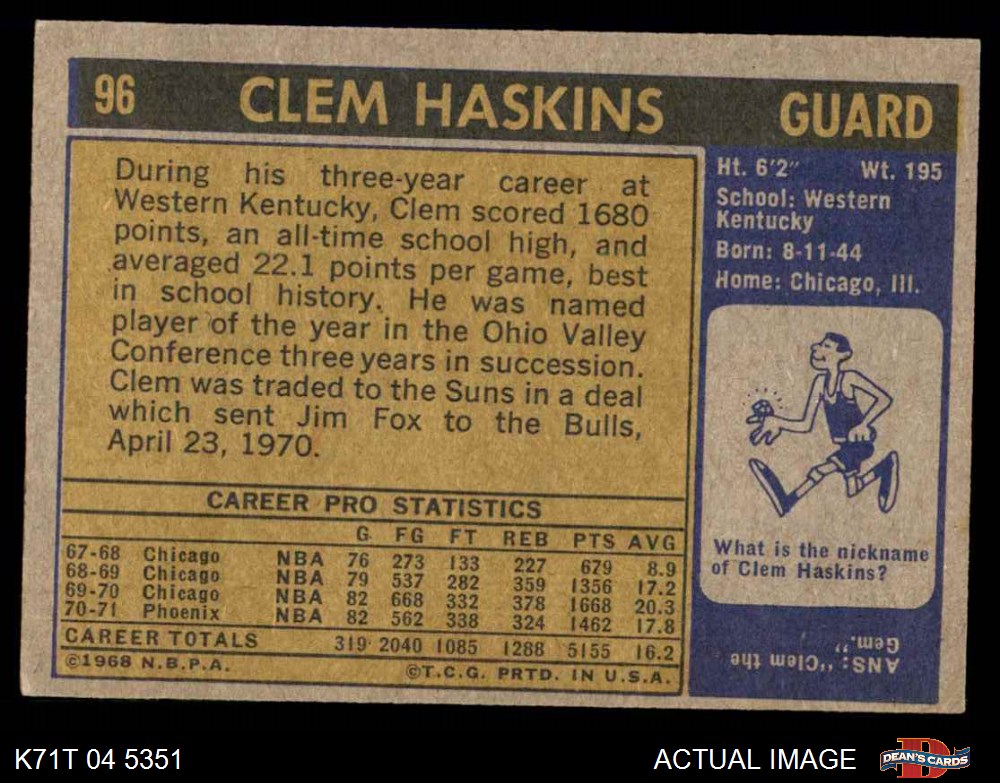 96 CLEM HASKINS GUARD
During his three-year career at
Western Kentucky, Clem scored 1680
points, an all-time school high, and
averaged 22.1 points per game, best
in school history. He was named
player of the year in the Ohio Valley
Conference three years in succession.
Clem was traded to the Suns in a deal
which sent Jim Fox to the Bulls,
April 23, 1970.
Ht. 6'2" Wt. 195
School: Western
Kentucky
Born: 8-11-44
Home: Chicago, Ill.
What is the nickname
of Clem Haskins?
ANS: "Clem the
Gem."
CAREER PRO STATISTICS
G FG FT REB PTS AVG
67-68 Chicago NBA 76 273 133 227 679 8.9
68-69 Chicago NBA 79 537 282 359 1356 17.2
69-70 Chicago NBA 82 668 332 378 1668 20.3
70-71 Phoenix NBA 82 562 338 324 1462 17.8
CAREER TOTALS 319 2040 1085 1288 5155 16.2
©1968 N.B.P.A. ©T.C.G. PRTD. IN U.S.A.
K71T 04 5351 ACTUAL IMAGE D DEAN'S CARDS